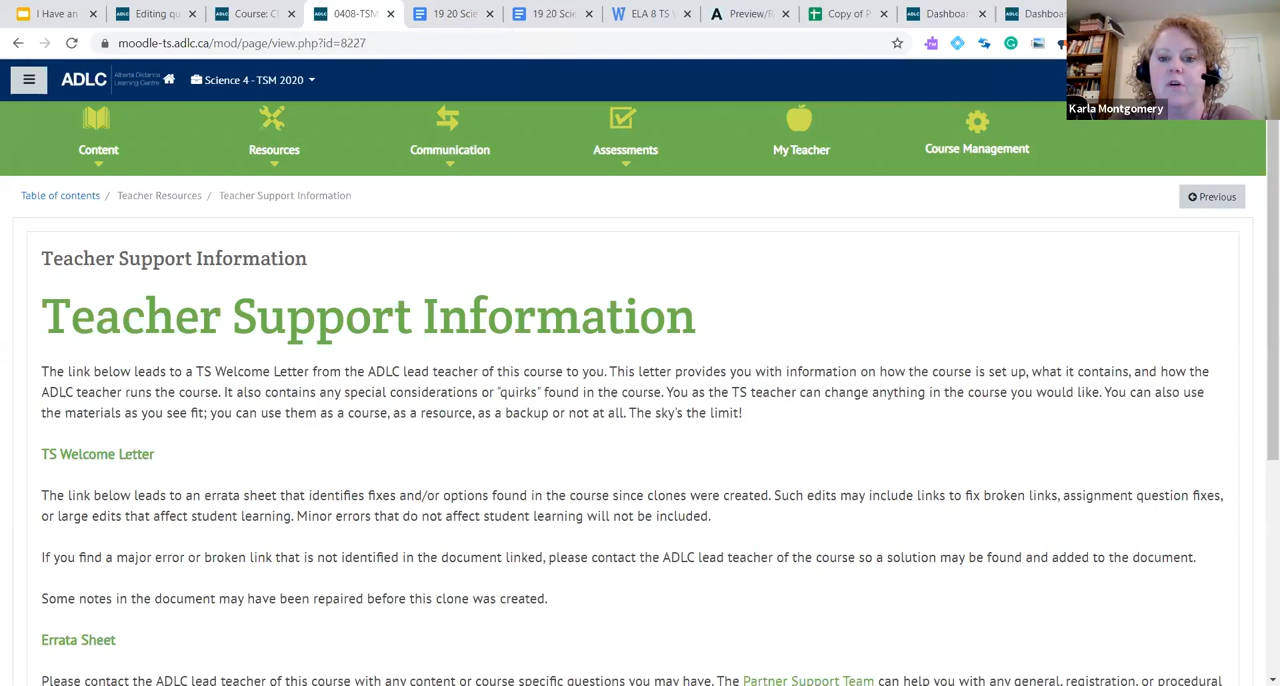 I Have an
Editing qu
Course: C
0408-TSM
19 20 Scie
19 20 Scie
ELA 8 TS
Preview/R
Copy of P
Dashboa
Dashboa
moodle-ts.adlc.ca/mod/page/view.php?id=8227
ADLC Alberta Distance Learning Centre Science 4 - TSM 2020
Karla Montgomery
Content Resources Communication Assessments My Teacher Course Management
Table of contents / Teacher Resources / Teacher Support Information
Previous
Teacher Support Information
Teacher Support Information
The link below leads to a TS Welcome Letter from the ADLC lead teacher of this course to you. This letter provides you with information on how the course is set up, what it contains, and how the
ADLC teacher runs the course. It also contains any special considerations or "quirks" found in the course. You as the TS teacher can change anything in the course you would like. You can also use
the materials as you see fit; you can use them as a course, as a resource, as a backup or not at all. The sky's the limit!
TS Welcome Letter
The link below leads to an errata sheet that identifies fixes and/or options found in the course since clones were created. Such edits may include links to fix broken links, assignment question fixes,
or large edits that affect student learning. Minor errors that do not affect student learning will not be included.
If you find a major error or broken link that is not identified in the document linked, please contact the ADLC lead teacher of the course so a solution may be found and added to the document.
Some notes in the document may have been repaired before this clone was created.
Errata Sheet
Please contact the ADLC lead teacher of this course with any content or course specific questions you may have. The Partner Support Team can help you with any general, registration, or procedural